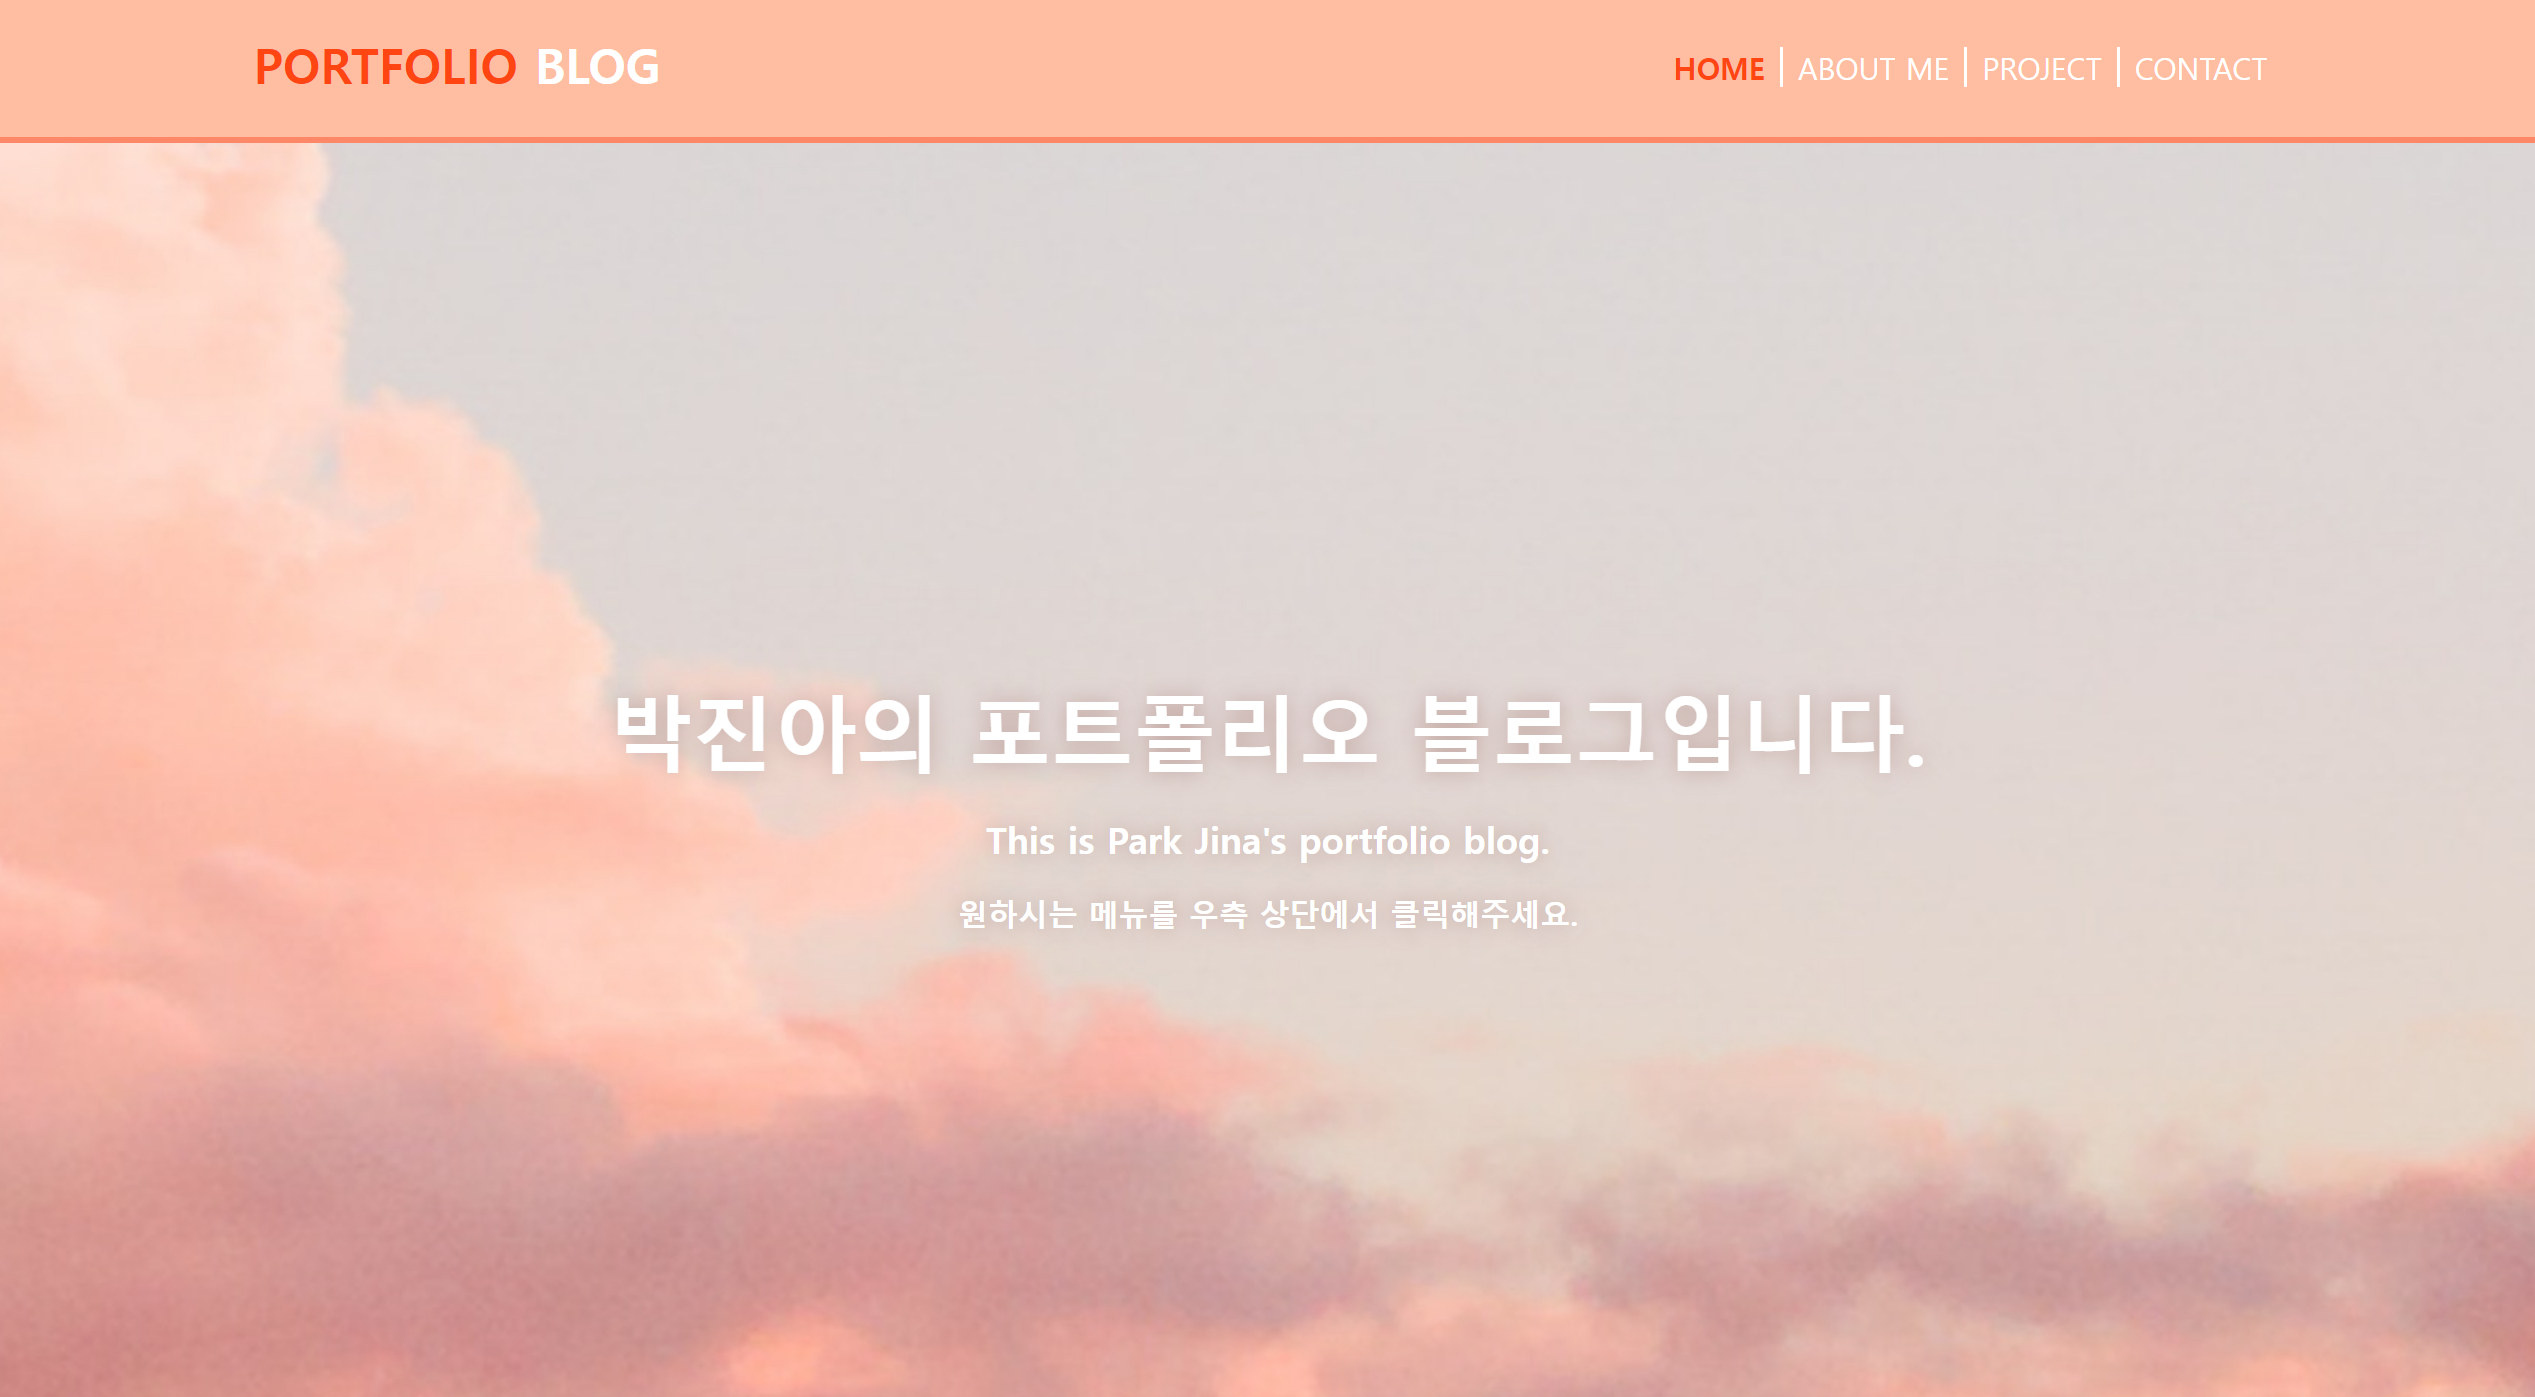 PORTFOLIO BLOG
HOME | ABOUT ME | PROJECT | CONTACT
박진아의 포트폴리오 블로그입니다.
This is Park Jina's portfolio blog.
원하시는 메뉴를 우측 상단에서 클릭해주세요.